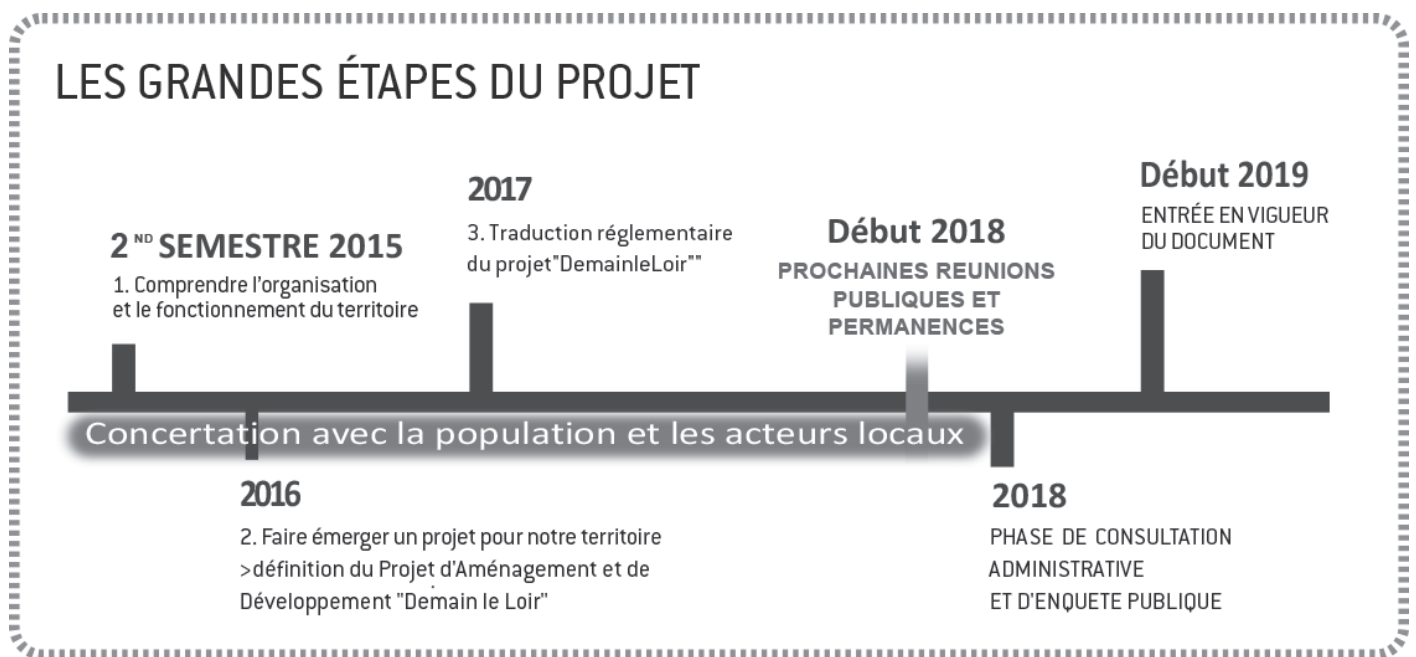 LES GRANDES ÉTAPES DU PROJET
2 ND SEMESTRE 2015
1. Comprendre l'organisation
et le fonctionnement du territoire
2017
3. Traduction réglementaire
du projet"DemainleLoir""
Début 2018
PROCHAINES REUNIONS
PUBLIQUES ET
PERMANENCES
Début 2019
ENTRÉE EN VIGUEUR
DU DOCUMENT
Concertation avec la population et les acteurs locaux
2016
2. Faire émerger un projet pour notre territoire
>définition du Projet d'Aménagement et de
Développement "Demain le Loir"
2018
PHASE DE CONSULTATION
ADMINISTRATIVE
ET D'ENQUETE PUBLIQUE